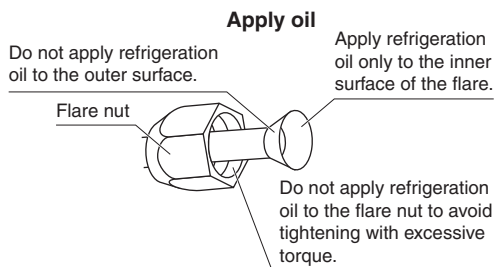 Apply oil
Do not apply refrigeration
oil to the outer surface.
Apply refrigeration
oil only to the inner
surface of the flare.
Flare nut
Do not apply refrigeration
oil to the flare nut to avoid
tightening with excessive
torque.